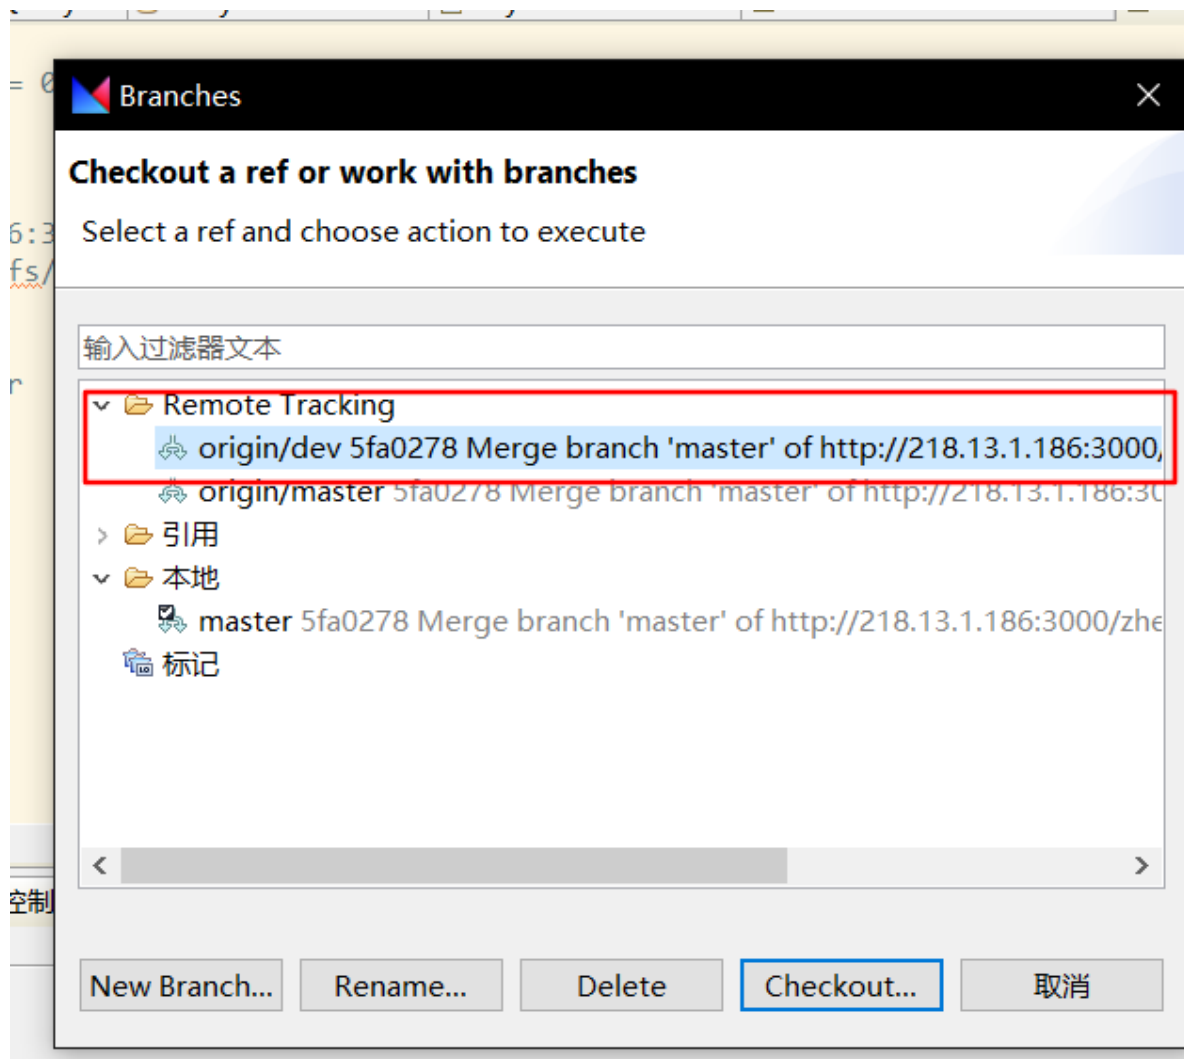 = 0
Branches
Checkout a ref or work with branches
6:3
Select a ref and choose action to execute
fs/
输入过滤器文本
r
Remote Tracking
origin/dev 5fa0278 Merge branch 'master' of http://218.13.1.186:3000/
origin/master 5fa0278 Merge branch 'master' of http://218.13.1.186:30
引用
本地
master 5fa0278 Merge branch 'master' of http://218.13.1.186:3000/zhe
标记
控制
New Branch... Rename... Delete Checkout... 取消